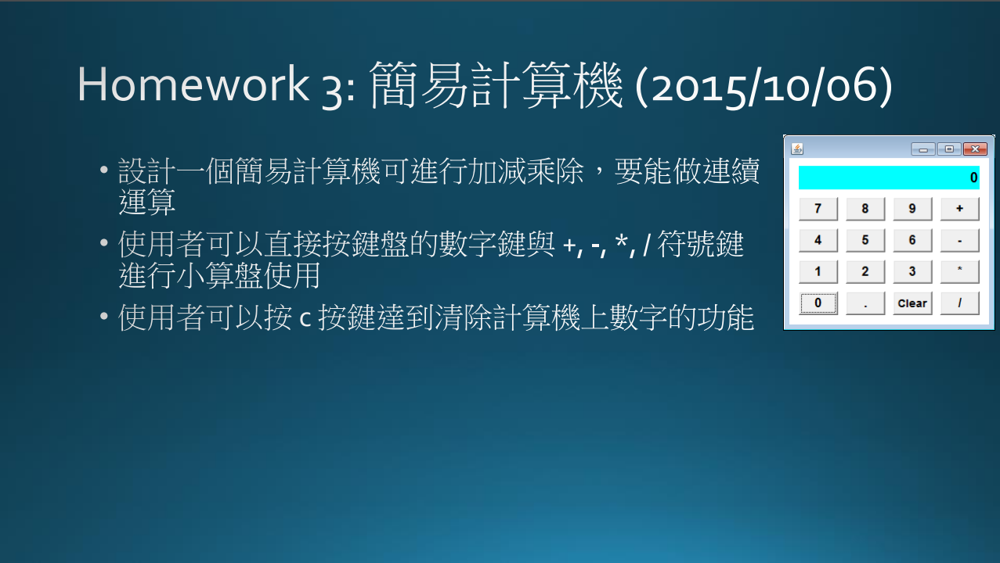 Homework 3: 簡易計算機 (2015/10/06)
• 設計一個簡易計算機可進行加減乘除，要能做連續
運算
• 使用者可以直接按鍵盤的數字鍵與 +, -, *, / 符號鍵
進行小算盤使用
• 使用者可以按 c 按鍵達到清除計算機上數字的功能
0
7 8 9 +
4 5 6 -
1 2 3 *
0 . Clear /